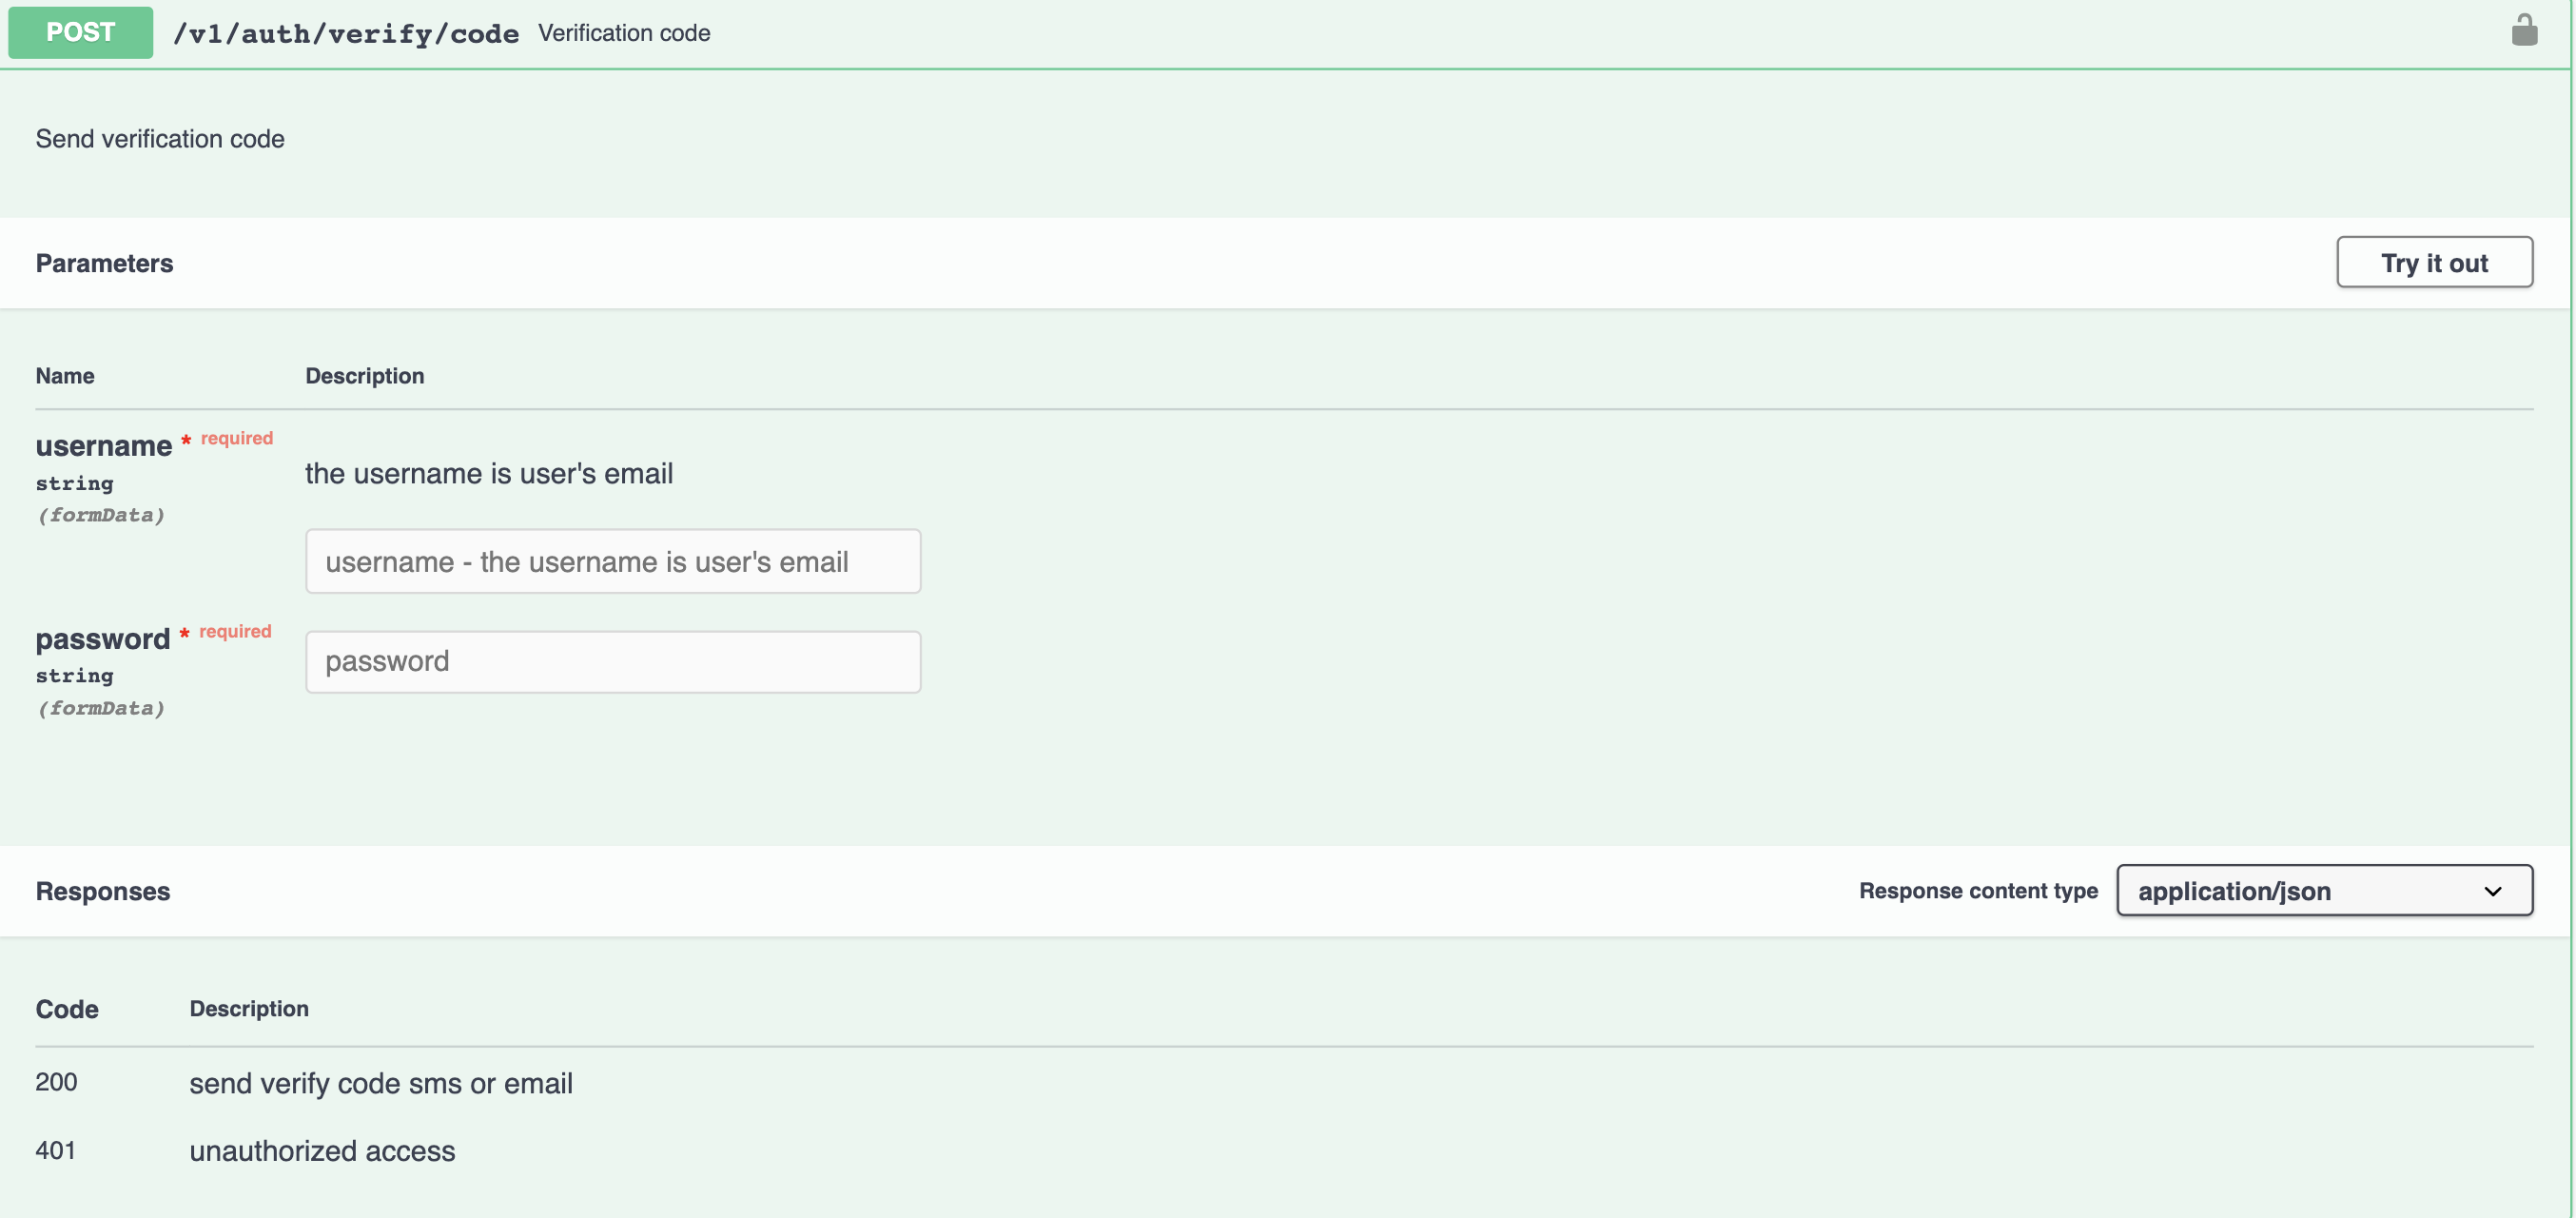 POST /v1/auth/verify/code Verification code
Send verification code
Parameters Try it out
Name Description
username * required
string
(formData)
the username is user's email
username - the username is user's email
password * required
string
(formData)
password
Responses Response content type application/json
Code Description
200 send verify code sms or email
401 unauthorized access